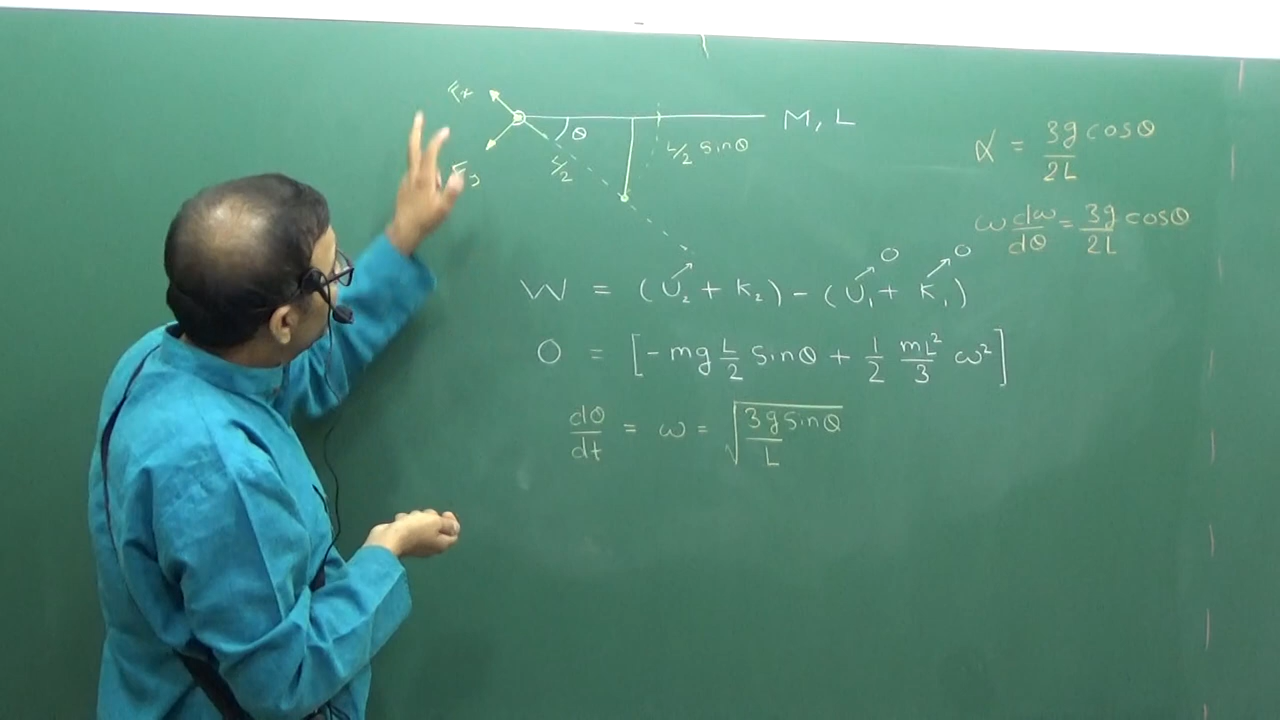 Fx
θ
M, L
L/2
L/2 sinθ
Fy
α = 3g cosθ / 2L
ω dω/dθ = 3g/2L cosθ
0 0
W = (U₂ + K₂) - (U₁ + K₁)
0 = [-mg L/2 sinθ + 1/2 mL²/3 ω²]
dθ/dt = ω = √(3g sinθ / L)